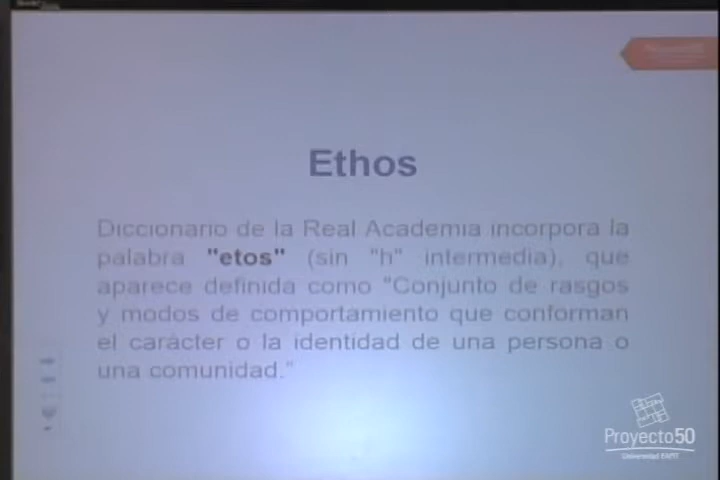 Ethos
Diccionario de la Real Academia incorpora la
palabra "etos" (sin "h" intermedia), que
aparece definida como "Conjunto de rasgos
y modos de comportamiento que conforman
el carácter o la identidad de una persona o
una comunidad."
Proyecto50
Universidad EAFIT